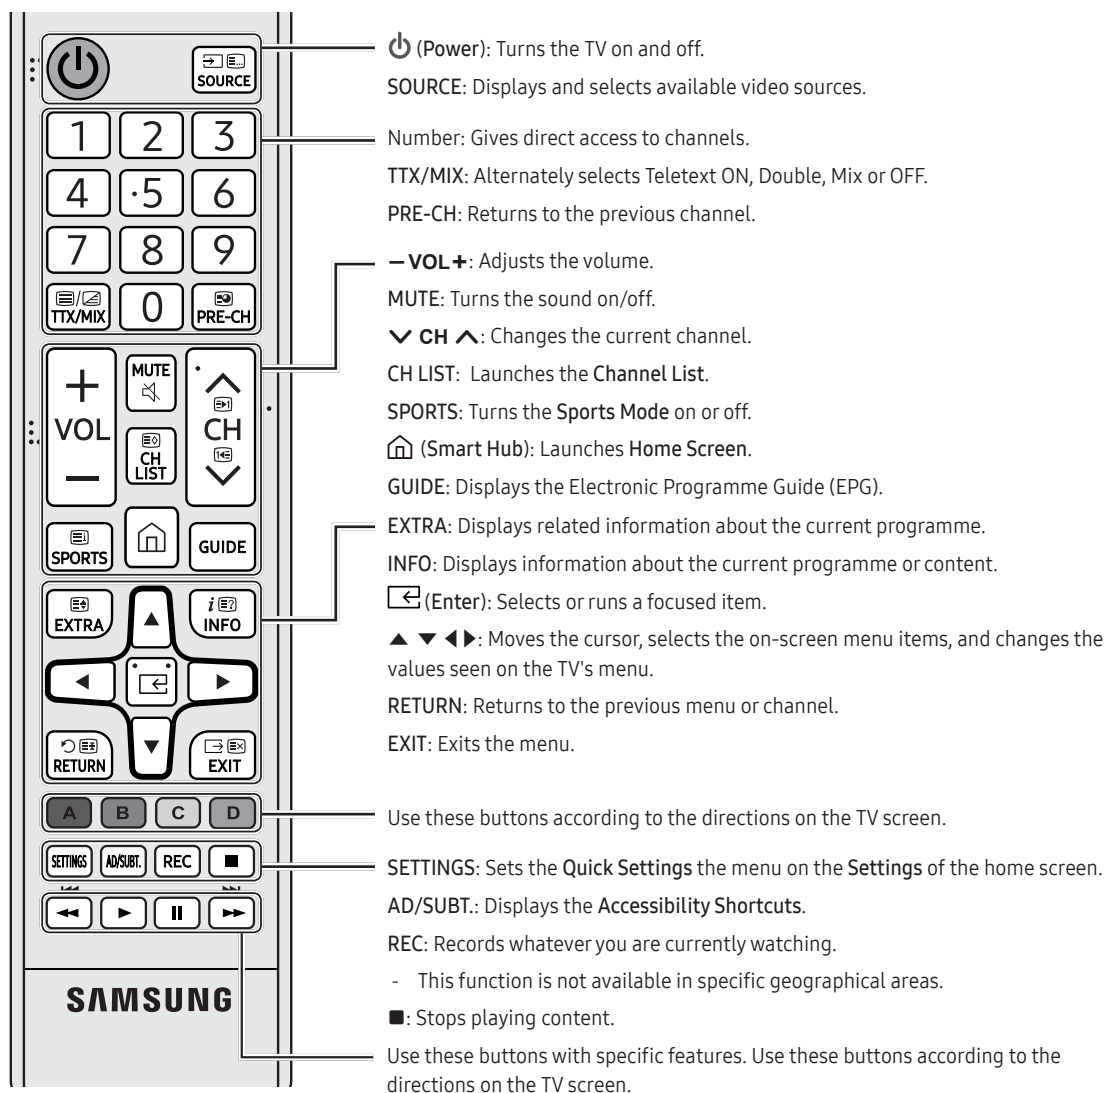 SOURCE
1 2 3
4 ·5 6
7 8 9
TTX/MIX 0 PRE-CH
+ VOL —
MUTE
CH LIST
CH
SPORTS
GUIDE
EXTRA
INFO
RETURN
EXIT
A B C D
SETTINGS AD/SUBT. REC
SAMSUNG
(Power): Turns the TV on and off.
SOURCE: Displays and selects available video sources.
Number: Gives direct access to channels.
TTX/MIX: Alternately selects Teletext ON, Double, Mix or OFF.
PRE-CH: Returns to the previous channel.
– VOL +: Adjusts the volume.
MUTE: Turns the sound on/off.
CH : Changes the current channel.
CH LIST: Launches the Channel List.
SPORTS: Turns the Sports Mode on or off.
(Smart Hub): Launches Home Screen.
GUIDE: Displays the Electronic Programme Guide (EPG).
EXTRA: Displays related information about the current programme.
INFO: Displays information about the current programme or content.
(Enter): Selects or runs a focused item.
▲ ▼ ◀ ▶: Moves the cursor, selects the on-screen menu items, and changes the
values seen on the TV's menu.
RETURN: Returns to the previous menu or channel.
EXIT: Exits the menu.
Use these buttons according to the directions on the TV screen.
SETTINGS: Sets the Quick Settings the menu on the Settings of the home screen.
AD/SUBT.: Displays the Accessibility Shortcuts.
REC: Records whatever you are currently watching.
- This function is not available in specific geographical areas.
■: Stops playing content.
Use these buttons with specific features. Use these buttons according to the
directions on the TV screen.